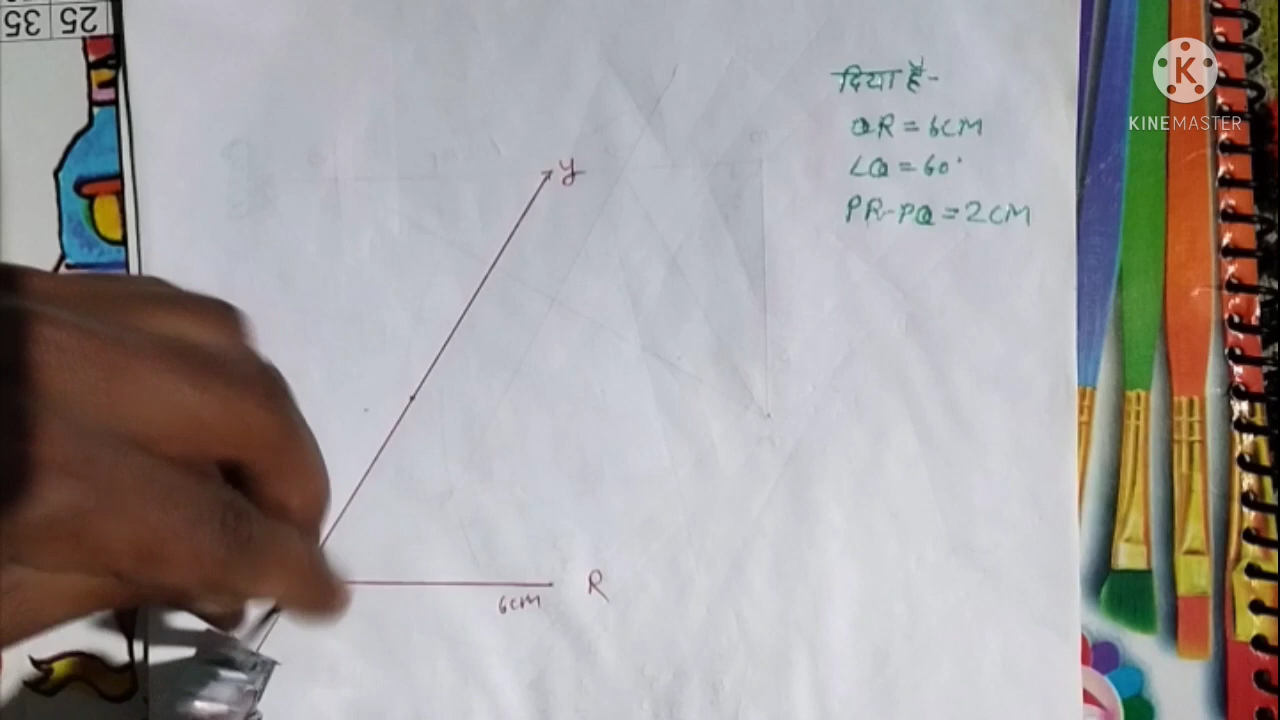 35 25
K
KINEMASTER
दिया है-
QR = 6CM
∠Q = 60°
PR-PQ = 2CM
y
R
6cm